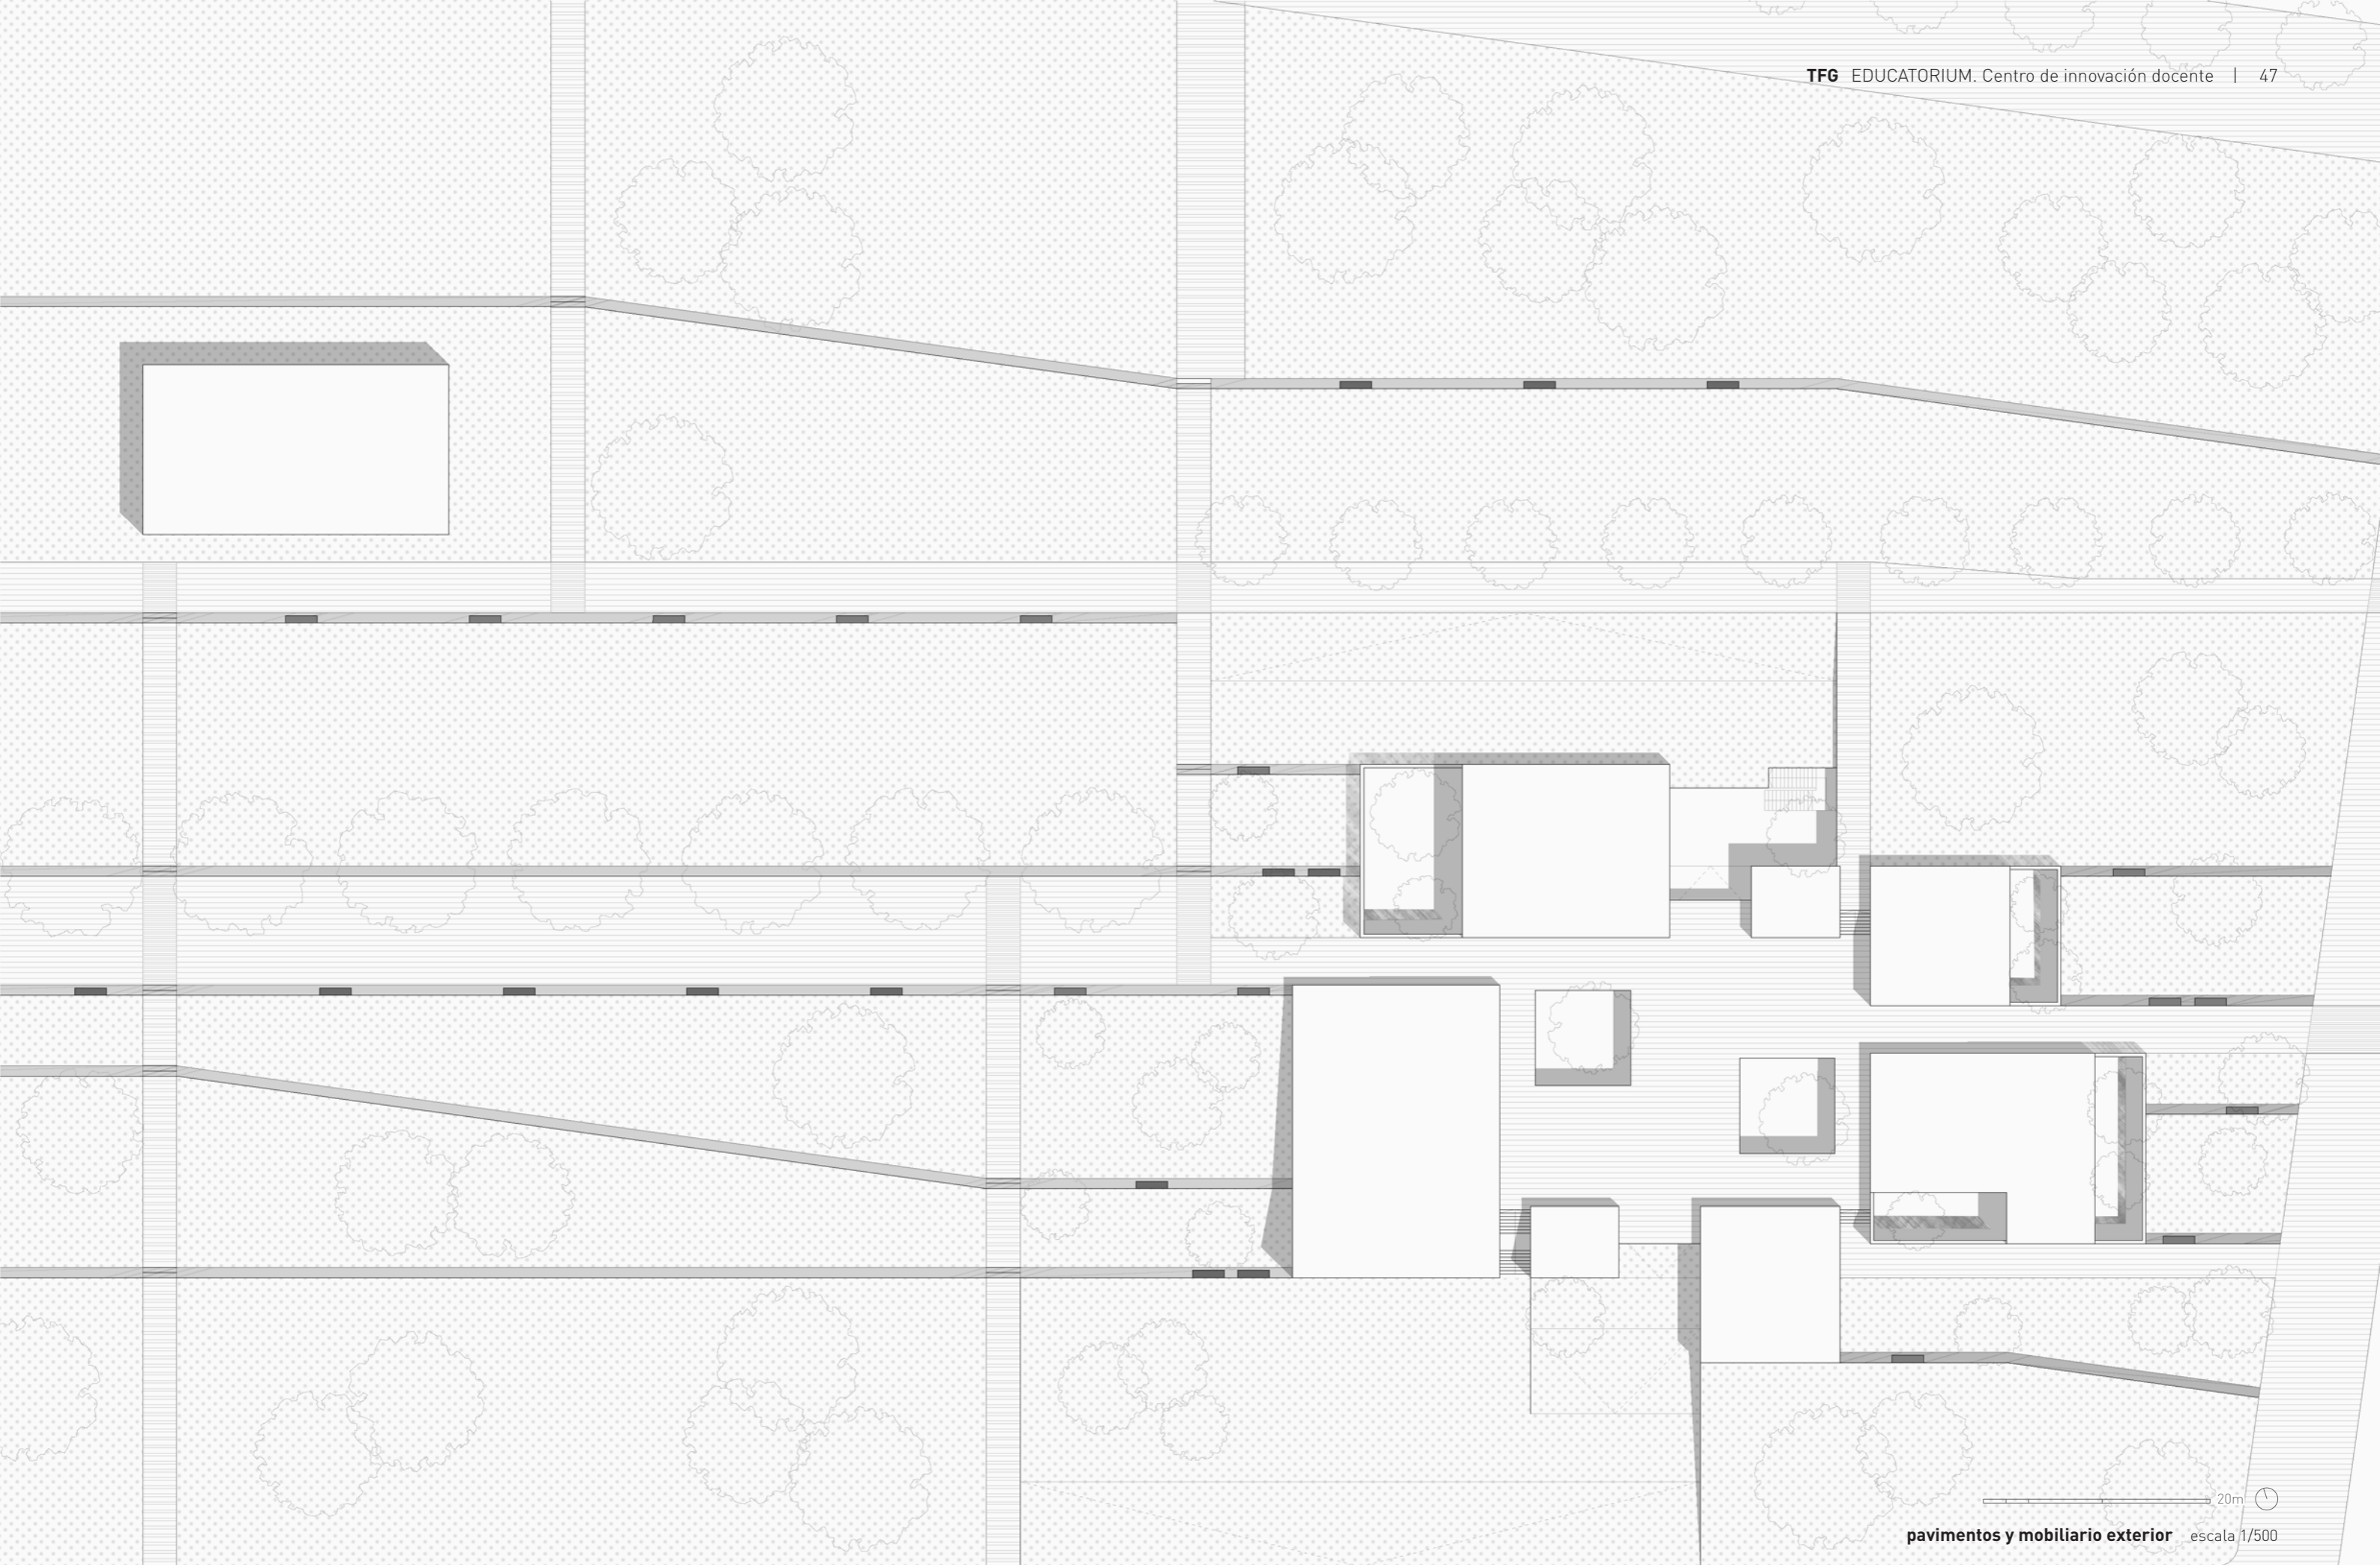 TFG EDUCATORIUM. Centro de innovación docente | 47
20m
pavimentos y mobiliario exterior escala 1/500